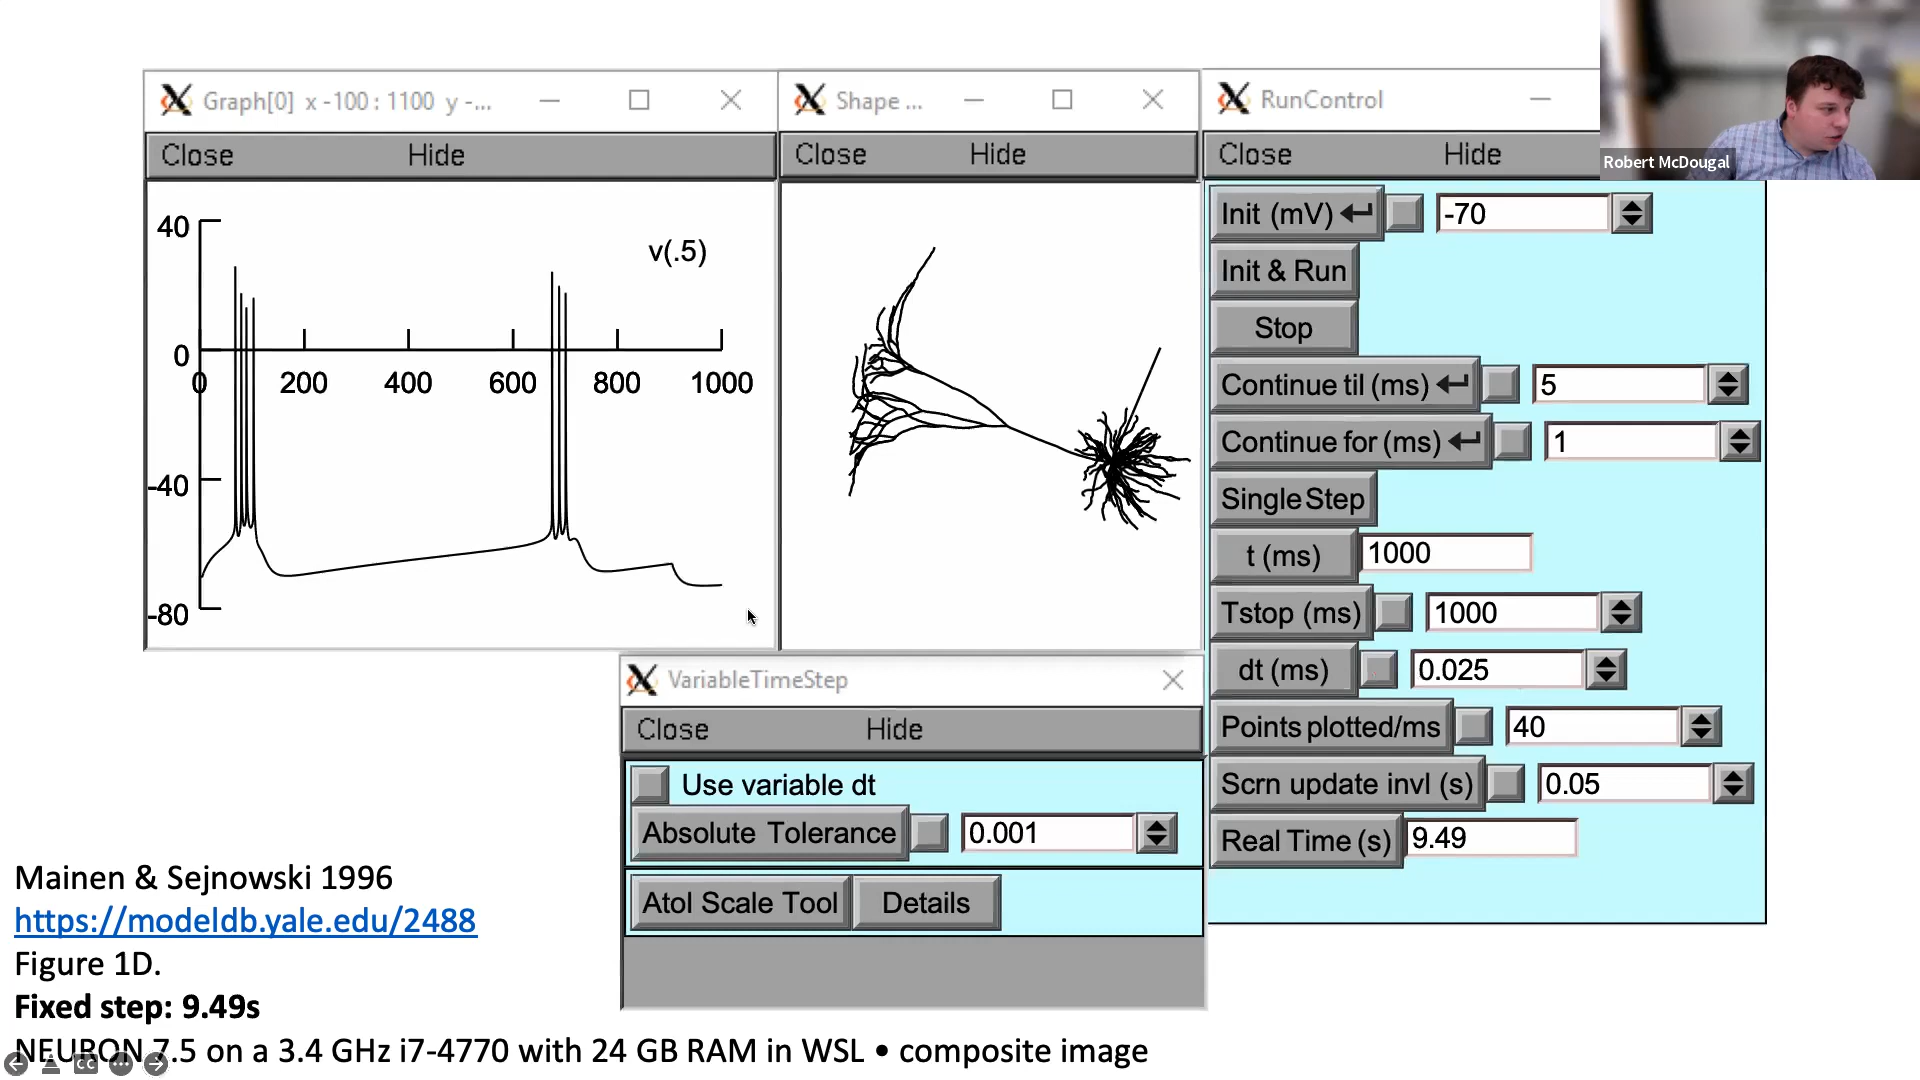 Graph[0] x -100 : 1100 y -...
Close Hide
40
v(.5)
0
0 200 400 600 800 1000
-40
-80
Shape ...
Close Hide
RunControl
Close Hide
Robert McDougal
Init (mV) -70
Init & Run
Stop
Continue til (ms) 5
Continue for (ms) 1
Single Step
t (ms) 1000
Tstop (ms) 1000
dt (ms) 0.025
Points plotted/ms 40
Scrn update invl (s) 0.05
Real Time (s) 9.49
VariableTimeStep
Close Hide
Use variable dt
Absolute Tolerance 0.001
Atol Scale Tool Details
Mainen & Sejnowski 1996
https://modeldb.yale.edu/2488
Figure 1D.
Fixed step: 9.49s
NEURON 7.5 on a 3.4 GHz i7-4770 with 24 GB RAM in WSL • composite image
CC